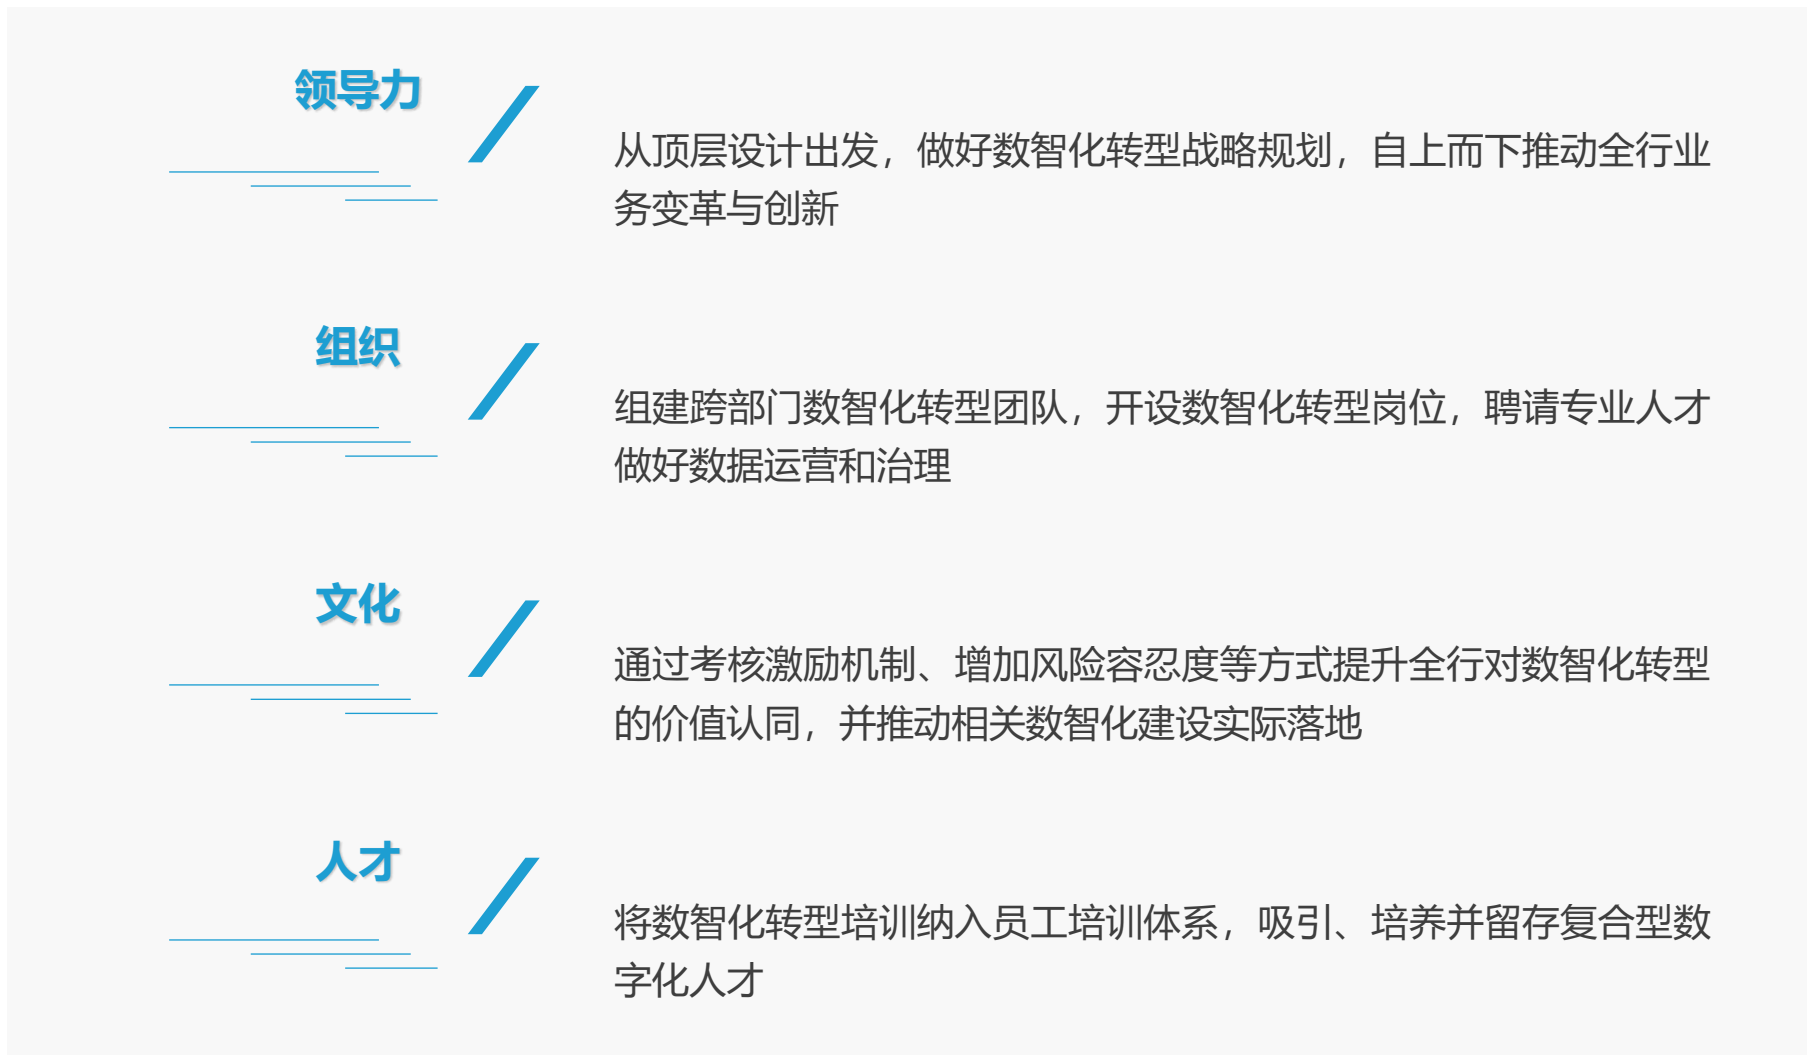 领导力
从顶层设计出发，做好数智化转型战略规划，自上而下推动全行业
务变革与创新
组织
组建跨部门数智化转型团队，开设数智化转型岗位，聘请专业人才
做好数据运营和治理
文化
通过考核激励机制、增加风险容忍度等方式提升全行对数智化转型
的价值认同，并推动相关数智化建设实际落地
人才
将数智化转型培训纳入员工培训体系，吸引、培养并留存复合型数
字化人才